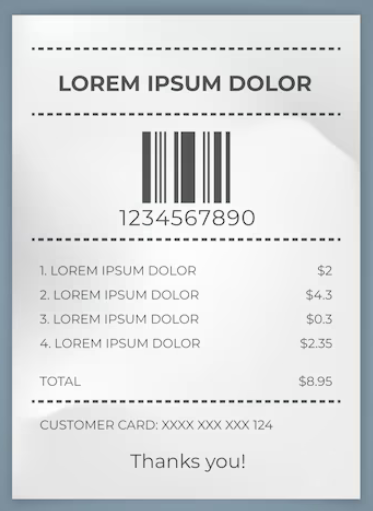 LOREM IPSUM DOLOR
1234567890
1. LOREM IPSUM DOLOR $2
2. LOREM IPSUM DOLOR $4.3
3. LOREM IPSUM DOLOR $0.3
4. LOREM IPSUM DOLOR $2.35
TOTAL $8.95
CUSTOMER CARD: XXXX XXX XXX 124
Thanks you!